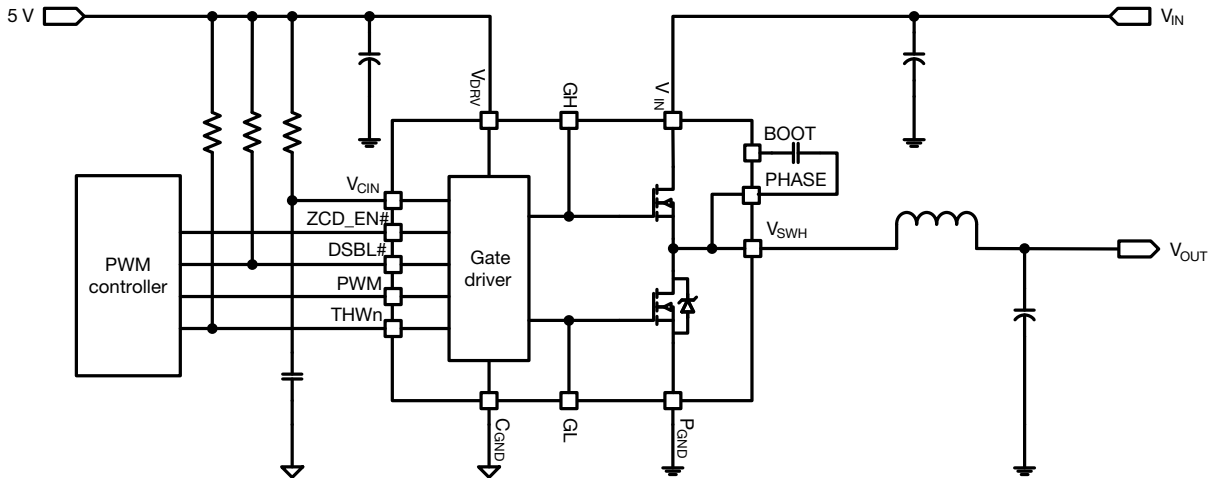 5 V
V_IN
V_DRV
GH
V_IN
BOOT
PHASE
V_CIN
ZCD_EN#
DSBL#
PWM
THWn
PWM
controller
Gate
driver
V_SWH
V_OUT
C_GND
GL
P_GND